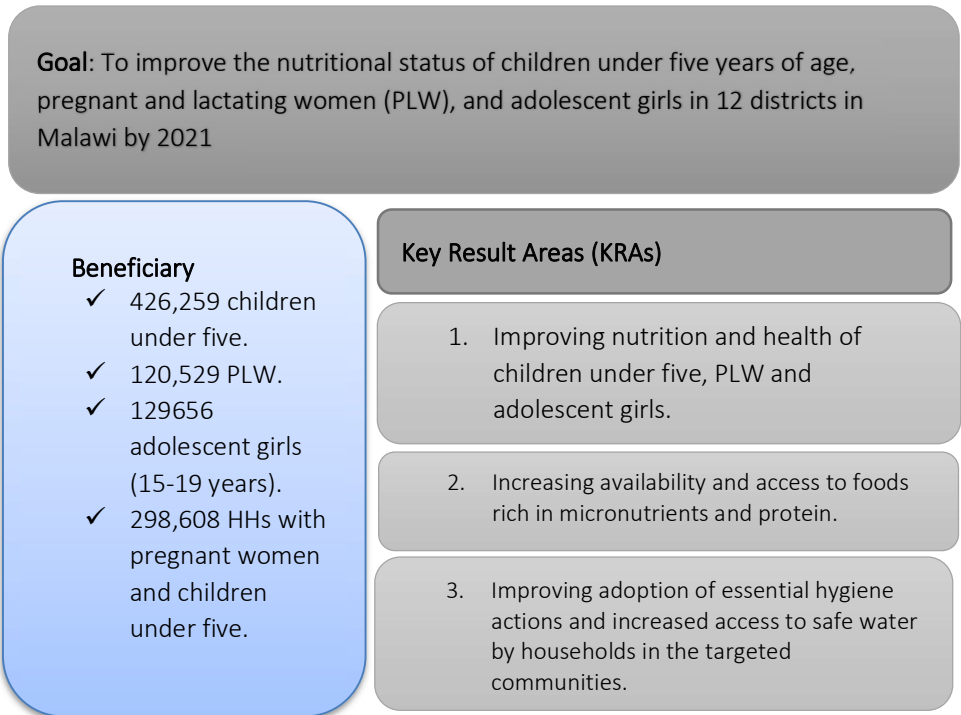 Goal: To improve the nutritional status of children under five years of age,
pregnant and lactating women (PLW), and adolescent girls in 12 districts in
Malawi by 2021
Beneficiary
✓ 426,259 children
under five.
✓ 120,529 PLW.
✓ 129656
adolescent girls
(15-19 years).
✓ 298,608 HHs with
pregnant women
and children
under five.
Key Result Areas (KRAs)
1. Improving nutrition and health of
children under five, PLW and
adolescent girls.
2. Increasing availability and access to foods
rich in micronutrients and protein.
3. Improving adoption of essential hygiene
actions and increased access to safe water
by households in the targeted
communities.